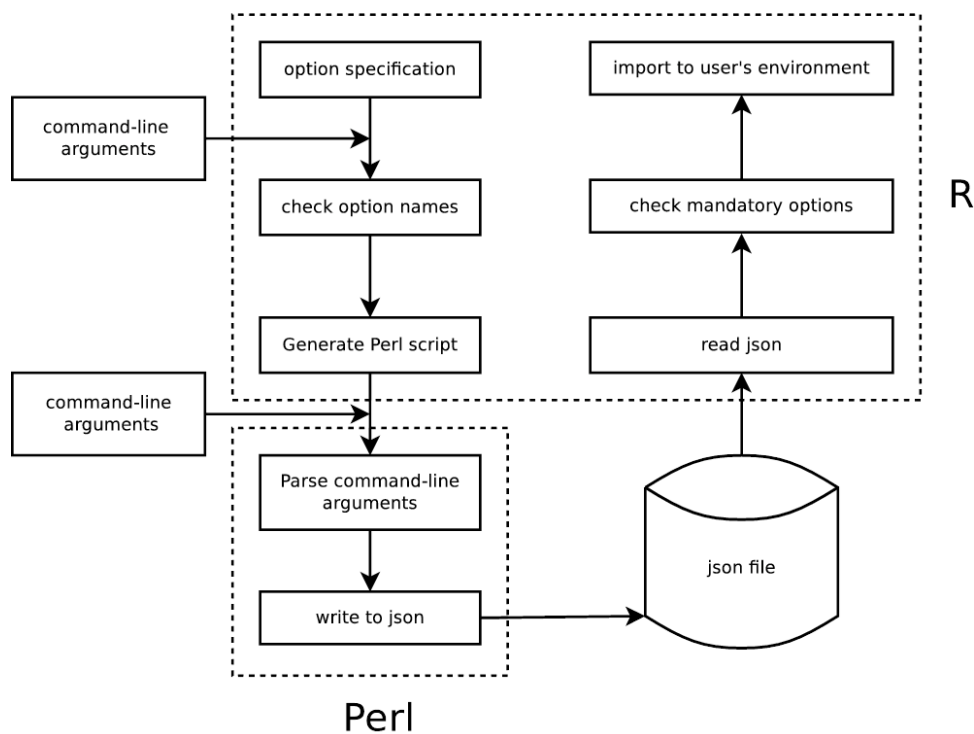 option specification
import to user's environment
command-line
arguments
check option names
check mandatory options
R
Generate Perl script
read json
command-line
arguments
Parse command-line
arguments
json file
write to json
Perl